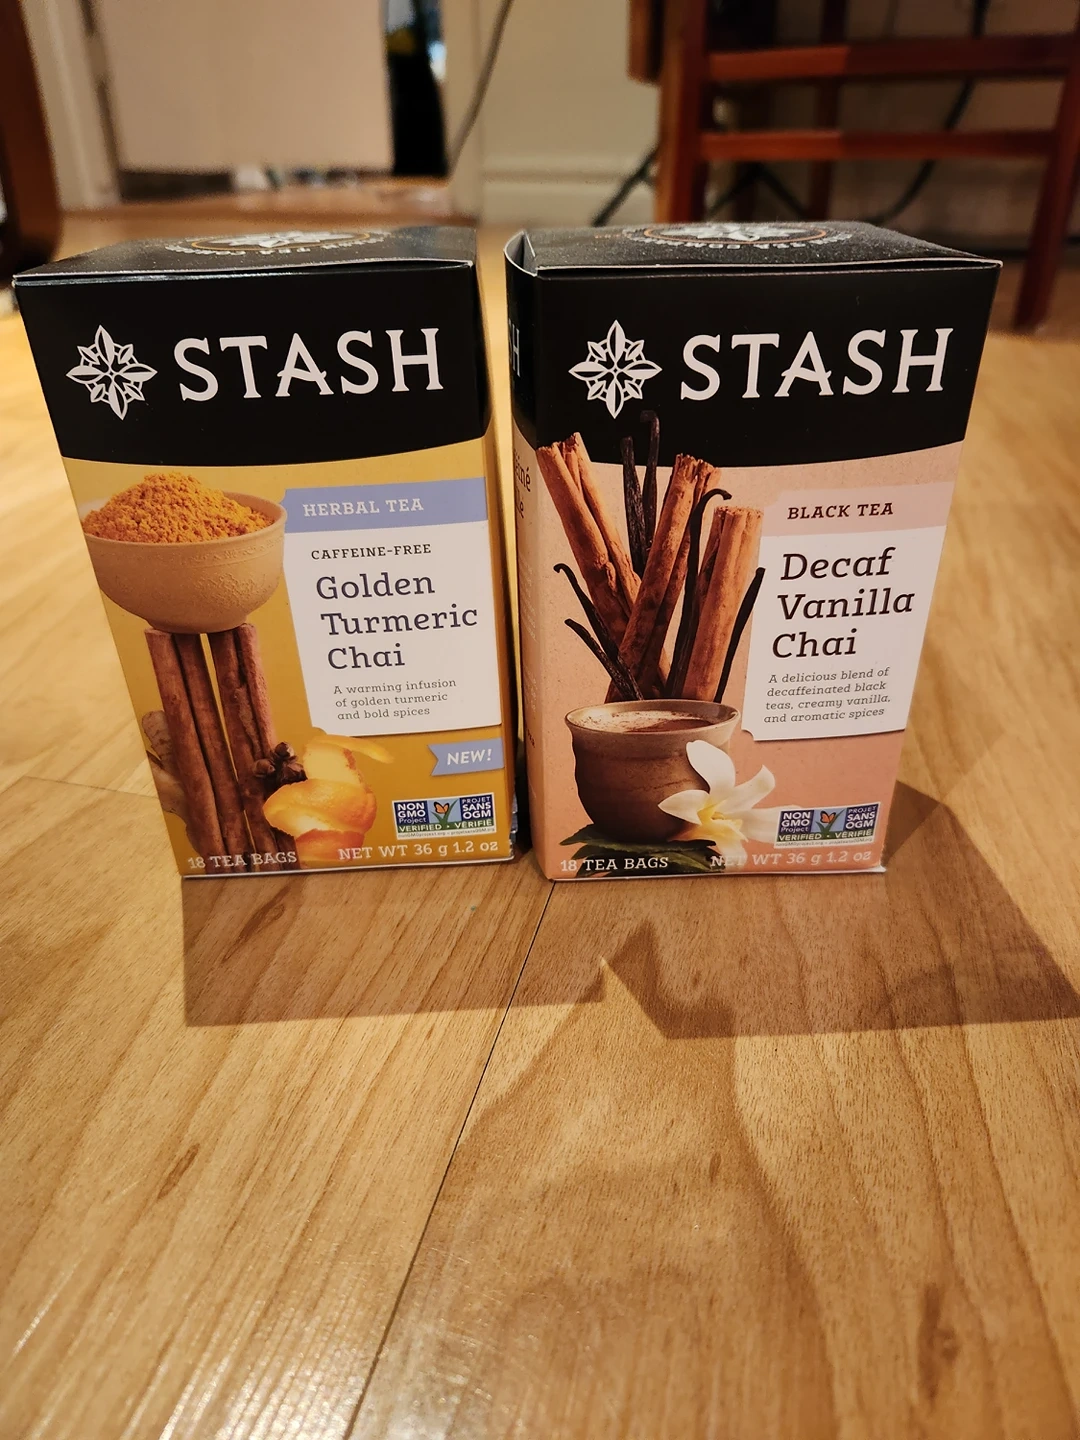 STASH
HERBAL TEA
CAFFEINE-FREE
Golden
Turmeric
Chai
A warming infusion
of golden turmeric
and bold spices
NEW!
NON
GMO
Project
VERIFIED
PROJET
SANS
OGM
VERIFIÉ
18 TEA BAGS
NET WT 36 g 1.2 oz
STASH
BLACK TEA
Decaf
Vanilla
Chai
A delicious blend of
decaffeinated black
teas, creamy vanilla,
and aromatic spices
NON
GMO
Project
VERIFIED
PROJET
SANS
OGM
VERIFIÉ
18 TEA BAGS
NET WT 36 g 1.2 oz